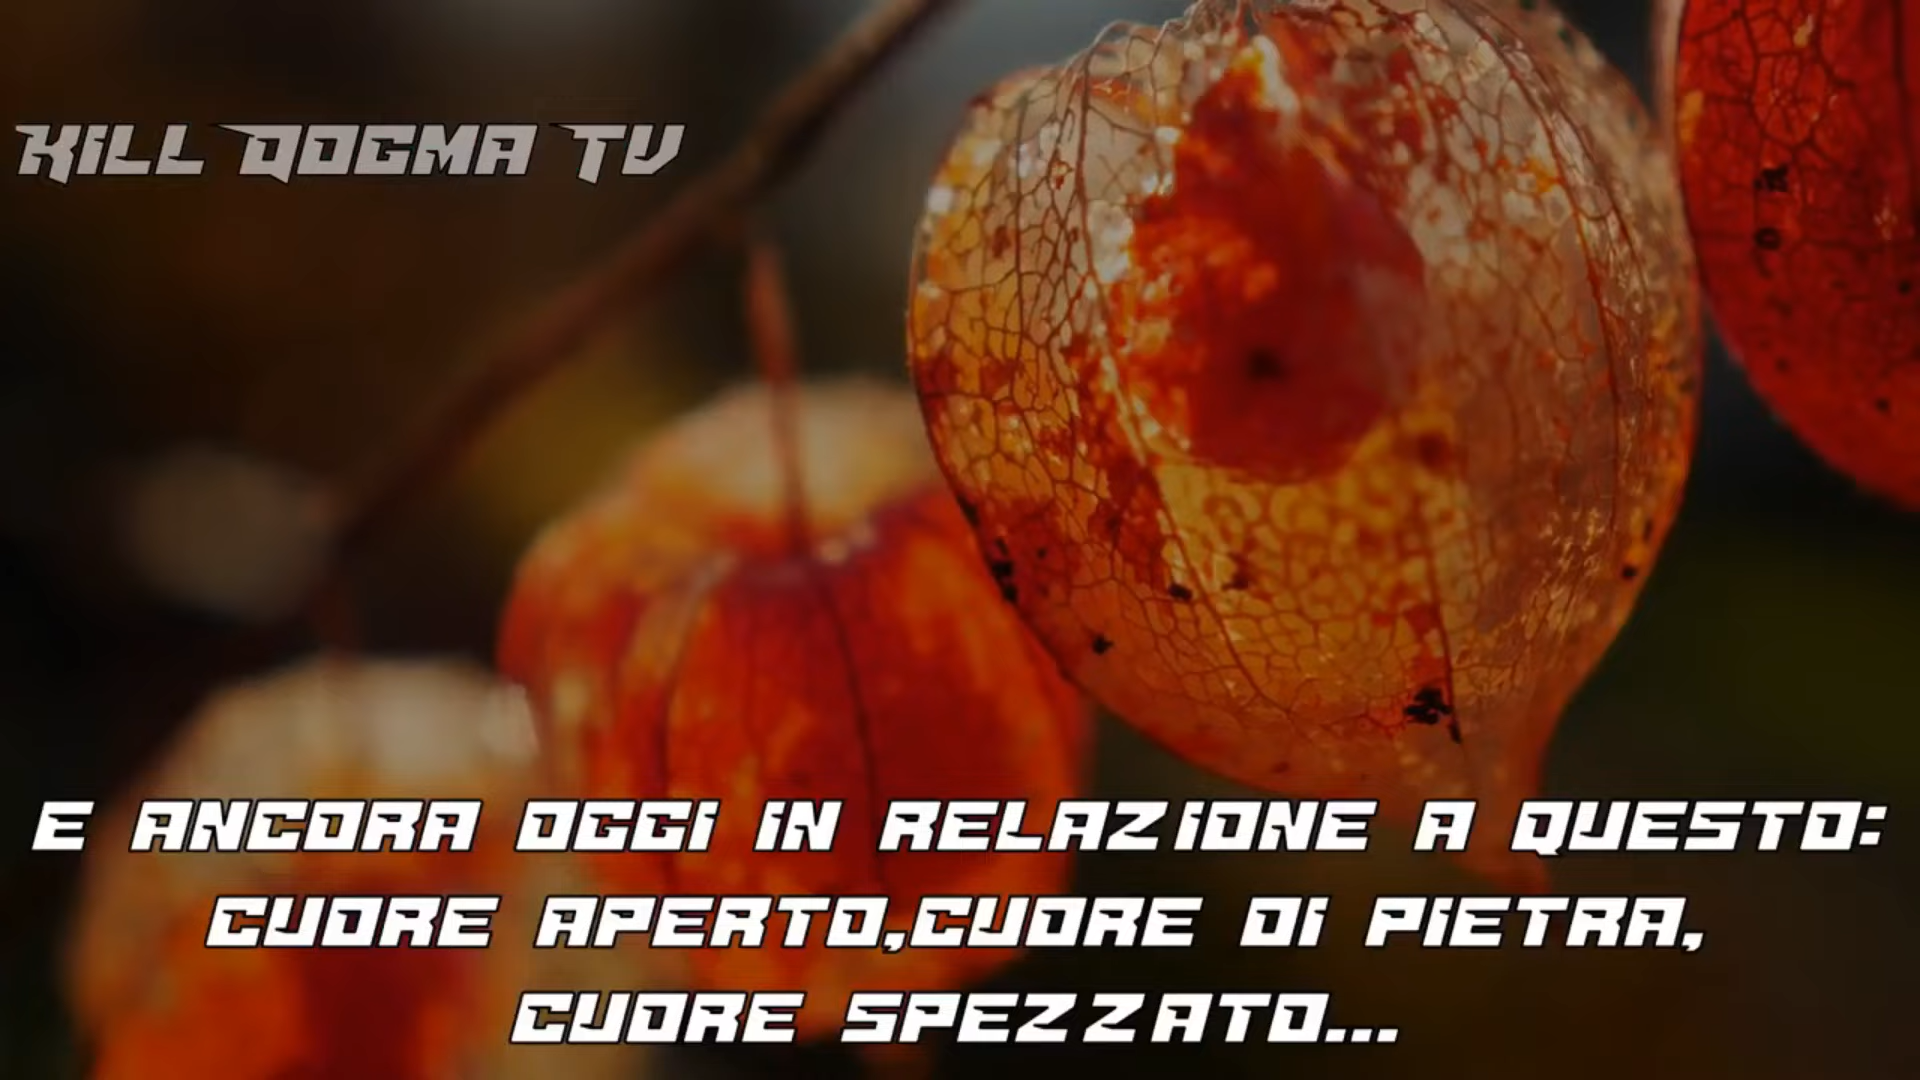 KiLL DOGMA TV
E ANCORA OGGi iN RELAZiONE A QUESTO:
CUORE APERTO,CUORE Di PiETRA,
CUORE SPEZZATO...